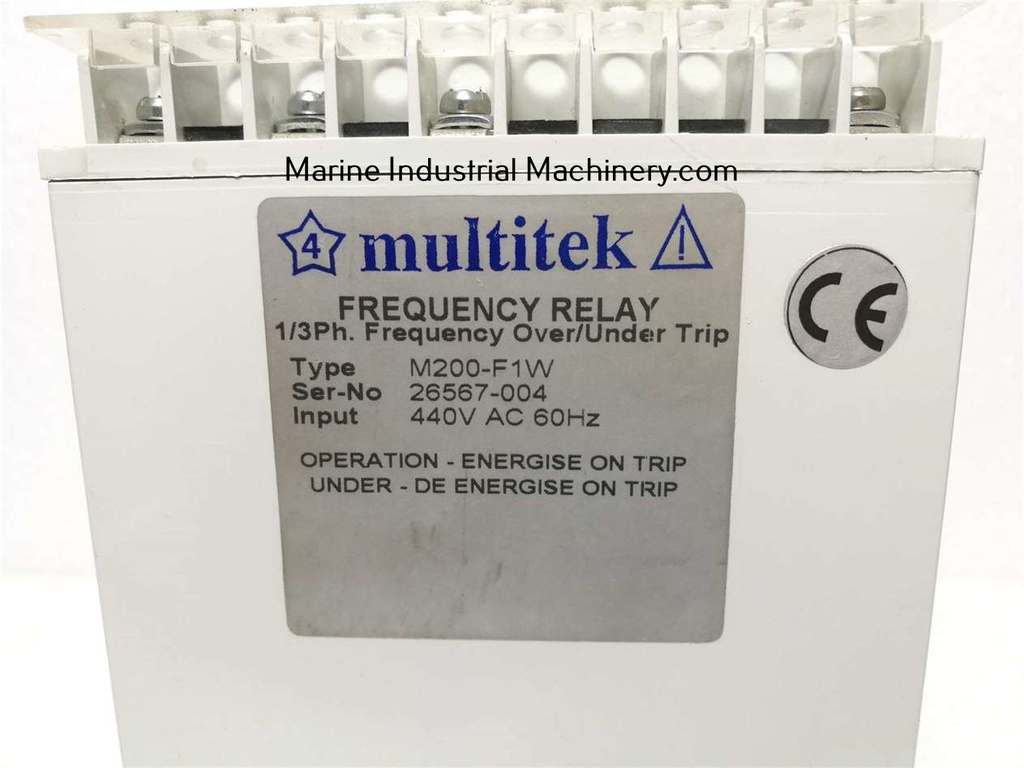 Marine Industrial Machinery.com
4 multitek !
FREQUENCY RELAY
1/3Ph. Frequency Over/Under Trip
Type M200-F1W
Ser-No 26567-004
Input 440V AC 60Hz
OPERATION - ENERGISE ON TRIP
UNDER - DE ENERGISE ON TRIP
CE